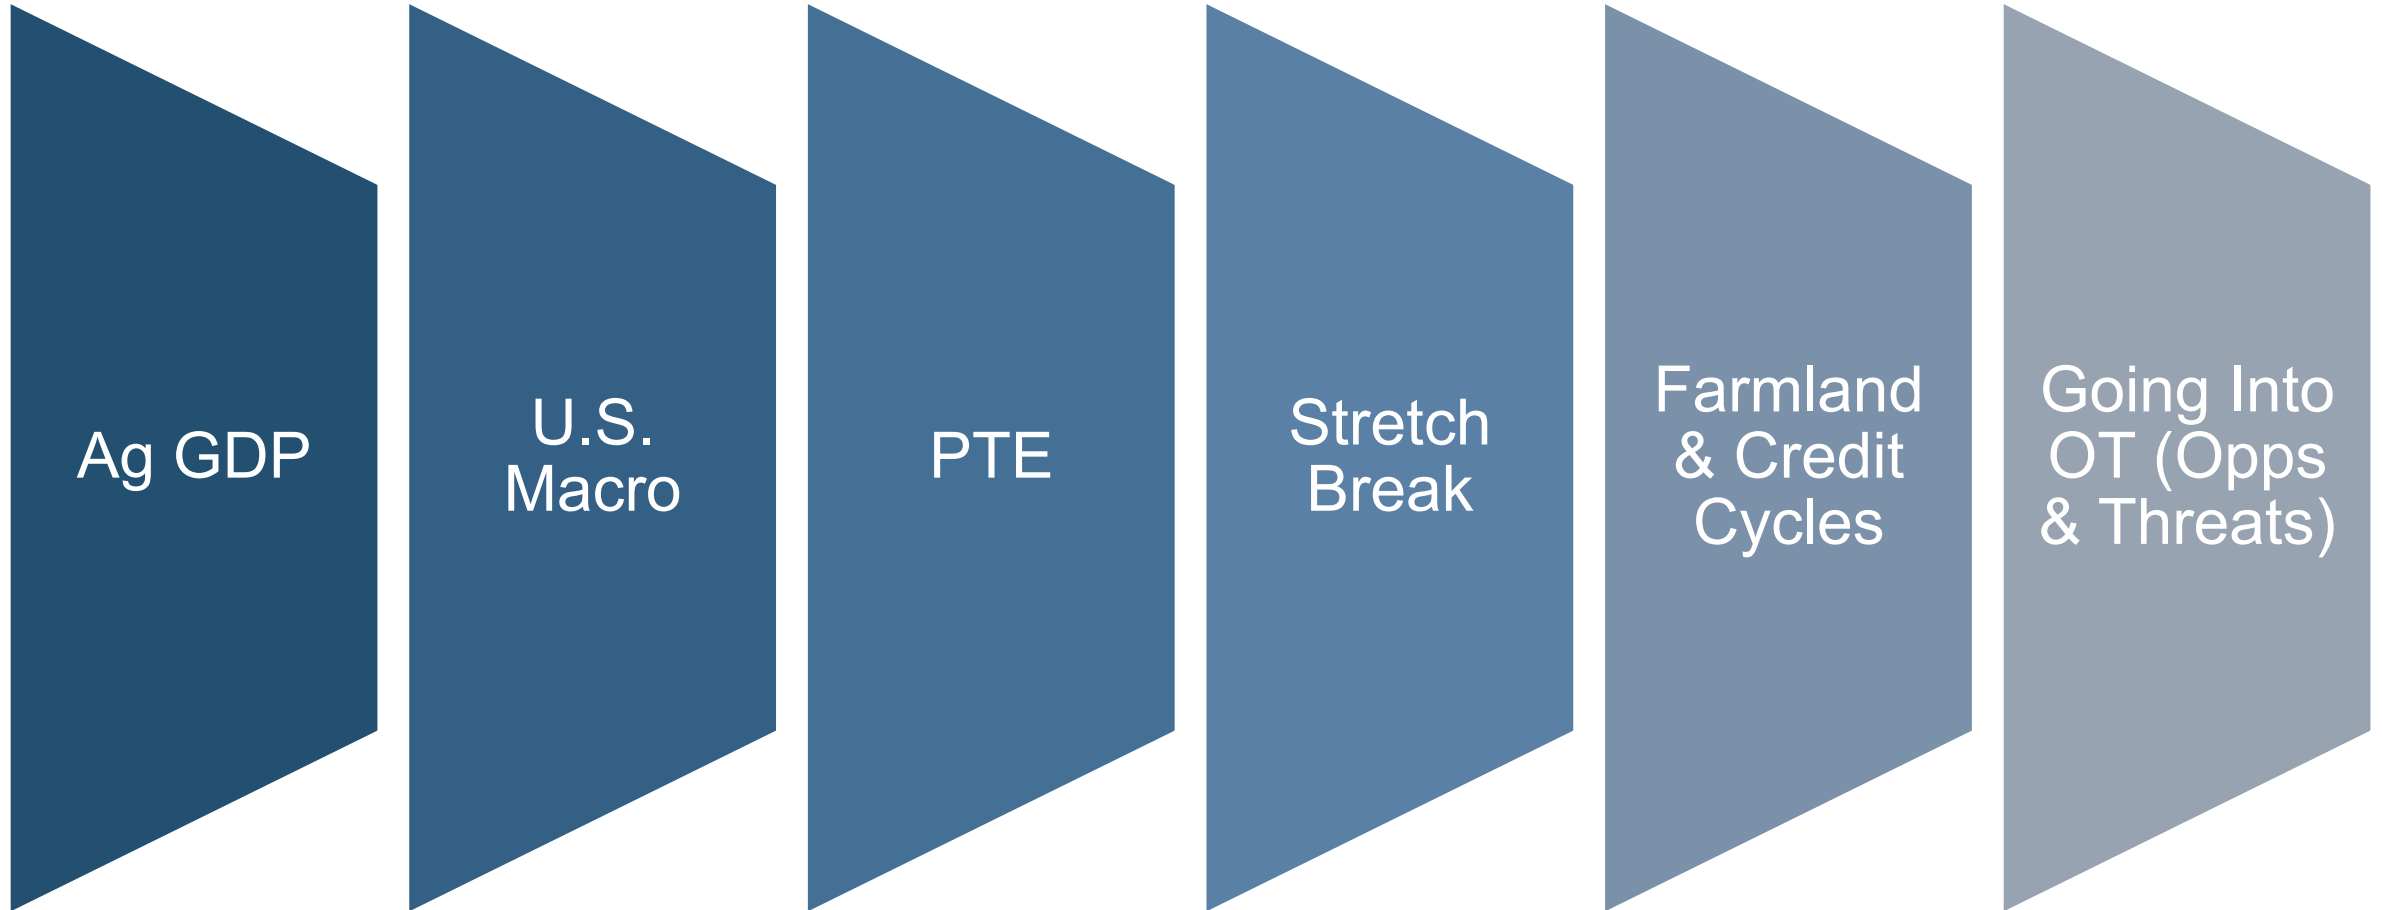 Ag GDP
U.S.
Macro
PTE
Stretch
Break
Farmland
& Credit
Cycles
Going Into
OT (Opps
& Threats)